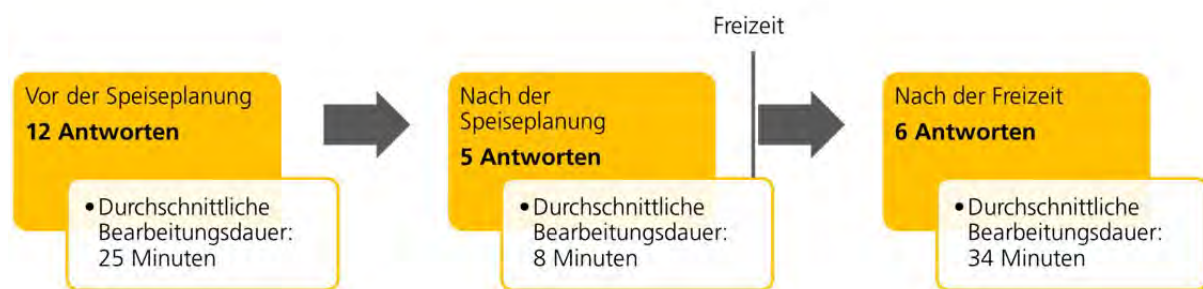 Freizeit
Vor der Speiseplanung
12 Antworten
• Durchschnittliche
Bearbeitungsdauer:
25 Minuten
Nach der
Speiseplanung
5 Antworten
• Durchschnittliche
Bearbeitungsdauer:
8 Minuten
Nach der Freizeit
6 Antworten
• Durchschnittliche
Bearbeitungsdauer:
34 Minuten